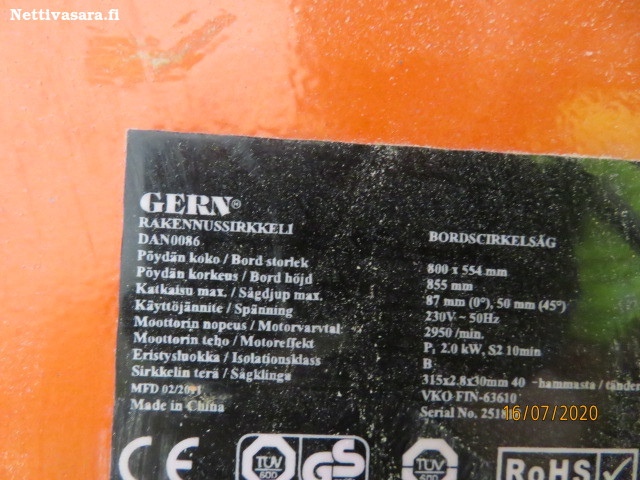 Nettivasara.fi
GERN®
RAKENNUSSIRKKELI BORDSCIRKELSÅG
DAN0086
Pöydän koko / Bord storlek 800 x 554 mm
Pöydän korkeus / Bord höjd 855 mm
Katkaisu max. / Sågdjup max. 87 mm (0°), 50 mm (45°)
Käyttöjännite / Spänning 230V ~ 50Hz
Moottorin nopeus / Motorvarvtal 2950 /min.
Moottorin teho / Motoreffekt P1 2.0 kW, S2 10min
Eristysluokka / Isolationsklass B
Sirkkelin terä / Sågklinga 315x2.8x30mm 40 -hammasta / tänder
MFD 02/2011 VKO FIN-63610
Made in China Serial No.
16/07/2020
CE TÜV GS TÜV RoHS